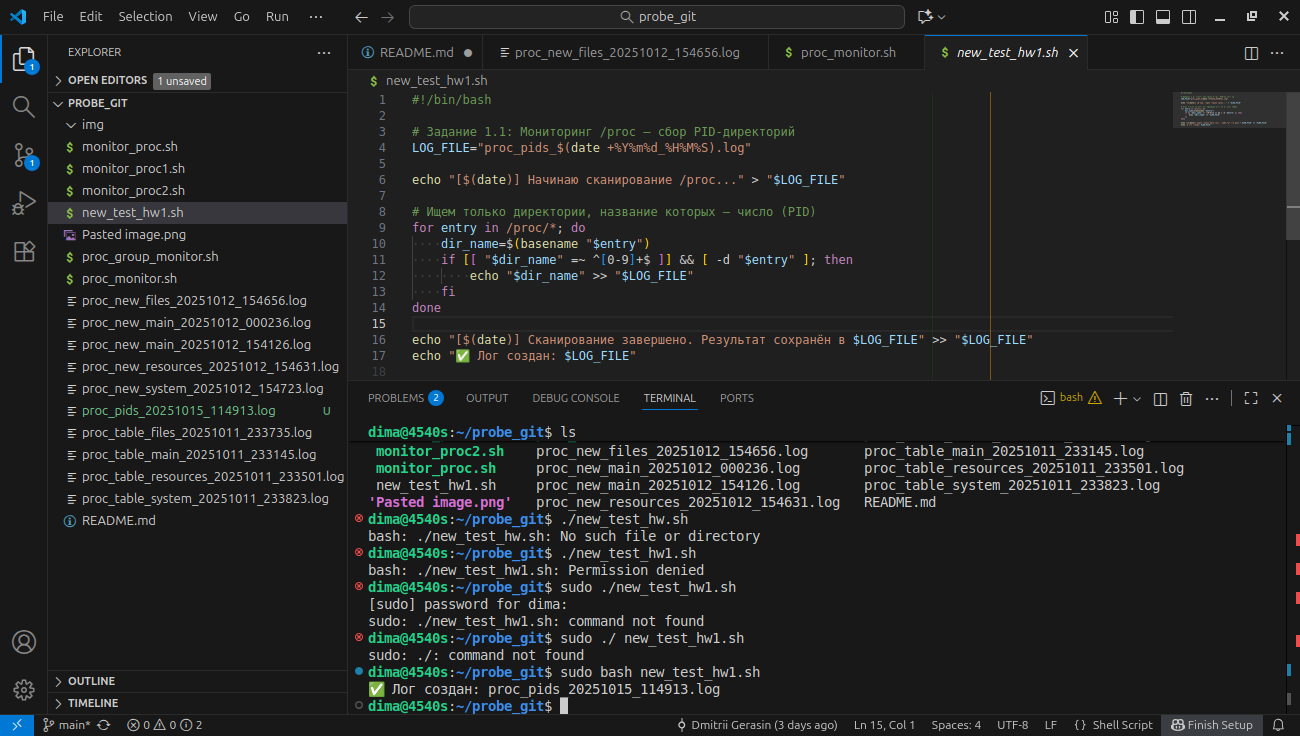 File Edit Selection View Go Run ··· probe_git
EXPLORER ···
OPEN EDITORS 1 unsaved
PROBE_GIT
img
monitor_proc.sh
monitor_proc1.sh
monitor_proc2.sh
new_test_hw1.sh
Pasted image.png
proc_group_monitor.sh
proc_monitor.sh
proc_new_files_20251012_154656.log
proc_new_main_20251012_000236.log
proc_new_main_20251012_154126.log
proc_new_resources_20251012_154631.log
proc_new_system_20251012_154723.log
proc_pids_20251015_114913.log U
proc_table_files_20251011_233735.log
proc_table_main_20251011_233145.log
proc_table_resources_20251011_233501.log
proc_table_system_20251011_233823.log
README.md
OUTLINE
TIMELINE
1
1
README.md proc_new_files_20251012_154656.log proc_monitor.sh new_test_hw1.sh
new_test_hw1.sh
1 #!/bin/bash
2
3 # Задание 1.1: Мониторинг /proc — сбор PID-директорий
4 LOG_FILE="proc_pids_$(date +%Y%m%d_%H%M%S).log"
5
6 echo "[$(date)] Начинаю сканирование /proc..." > "$LOG_FILE"
7
8 # Ищем только директории, название которых — число (PID)
9 for entry in /proc/*; do
10 dir_name=$(basename "$entry")
11 if [[ "$dir_name" =~ ^[0-9]+$ ]] && [ -d "$entry" ]; then
12 echo "$dir_name" >> "$LOG_FILE"
13 fi
14 done
15
16 echo "[$(date)] Сканирование завершено. Результат сохранён в $LOG_FILE" >> "$LOG_FILE"
17 echo "✅ Лог создан: $LOG_FILE"
18
PROBLEMS 2 OUTPUT DEBUG CONSOLE TERMINAL PORTS bash
dima@4540s:~/probe_git$ ls
monitor_proc2.sh proc_new_files_20251012_154656.log proc_table_main_20251011_233145.log
monitor_proc.sh proc_new_main_20251012_000236.log proc_table_resources_20251011_233501.log
new_test_hw1.sh proc_new_main_20251012_154126.log proc_table_system_20251011_233823.log
'Pasted image.png' proc_new_resources_20251012_154631.log README.md
dima@4540s:~/probe_git$ ./new_test_hw.sh
bash: ./new_test_hw.sh: No such file or directory
dima@4540s:~/probe_git$ ./new_test_hw1.sh
bash: ./new_test_hw1.sh: Permission denied
dima@4540s:~/probe_git$ sudo ./new_test_hw1.sh
[sudo] password for dima:
sudo: ./new_test_hw1.sh: command not found
dima@4540s:~/probe_git$ sudo ./ new_test_hw1.sh
sudo: ./: command not found
dima@4540s:~/probe_git$ sudo bash new_test_hw1.sh
✅ Лог создан: proc_pids_20251015_114913.log
dima@4540s:~/probe_git$
main* 0 0 2 Dmitrii Gerasin (3 days ago) Ln 15, Col 1 Spaces: 4 UTF-8 LF {} Shell Script Finish Setup